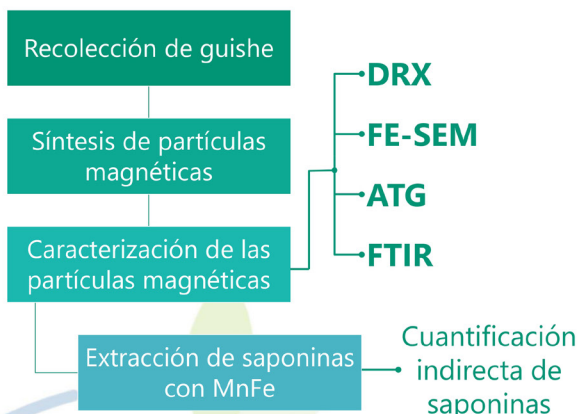 Recolección de guishe
Síntesis de partículas
magnéticas
Caracterización de las
partículas magnéticas
DRX
FE-SEM
ATG
FTIR
Extracción de saponinas
con MnFe
Cuantificación
indirecta de
saponinas